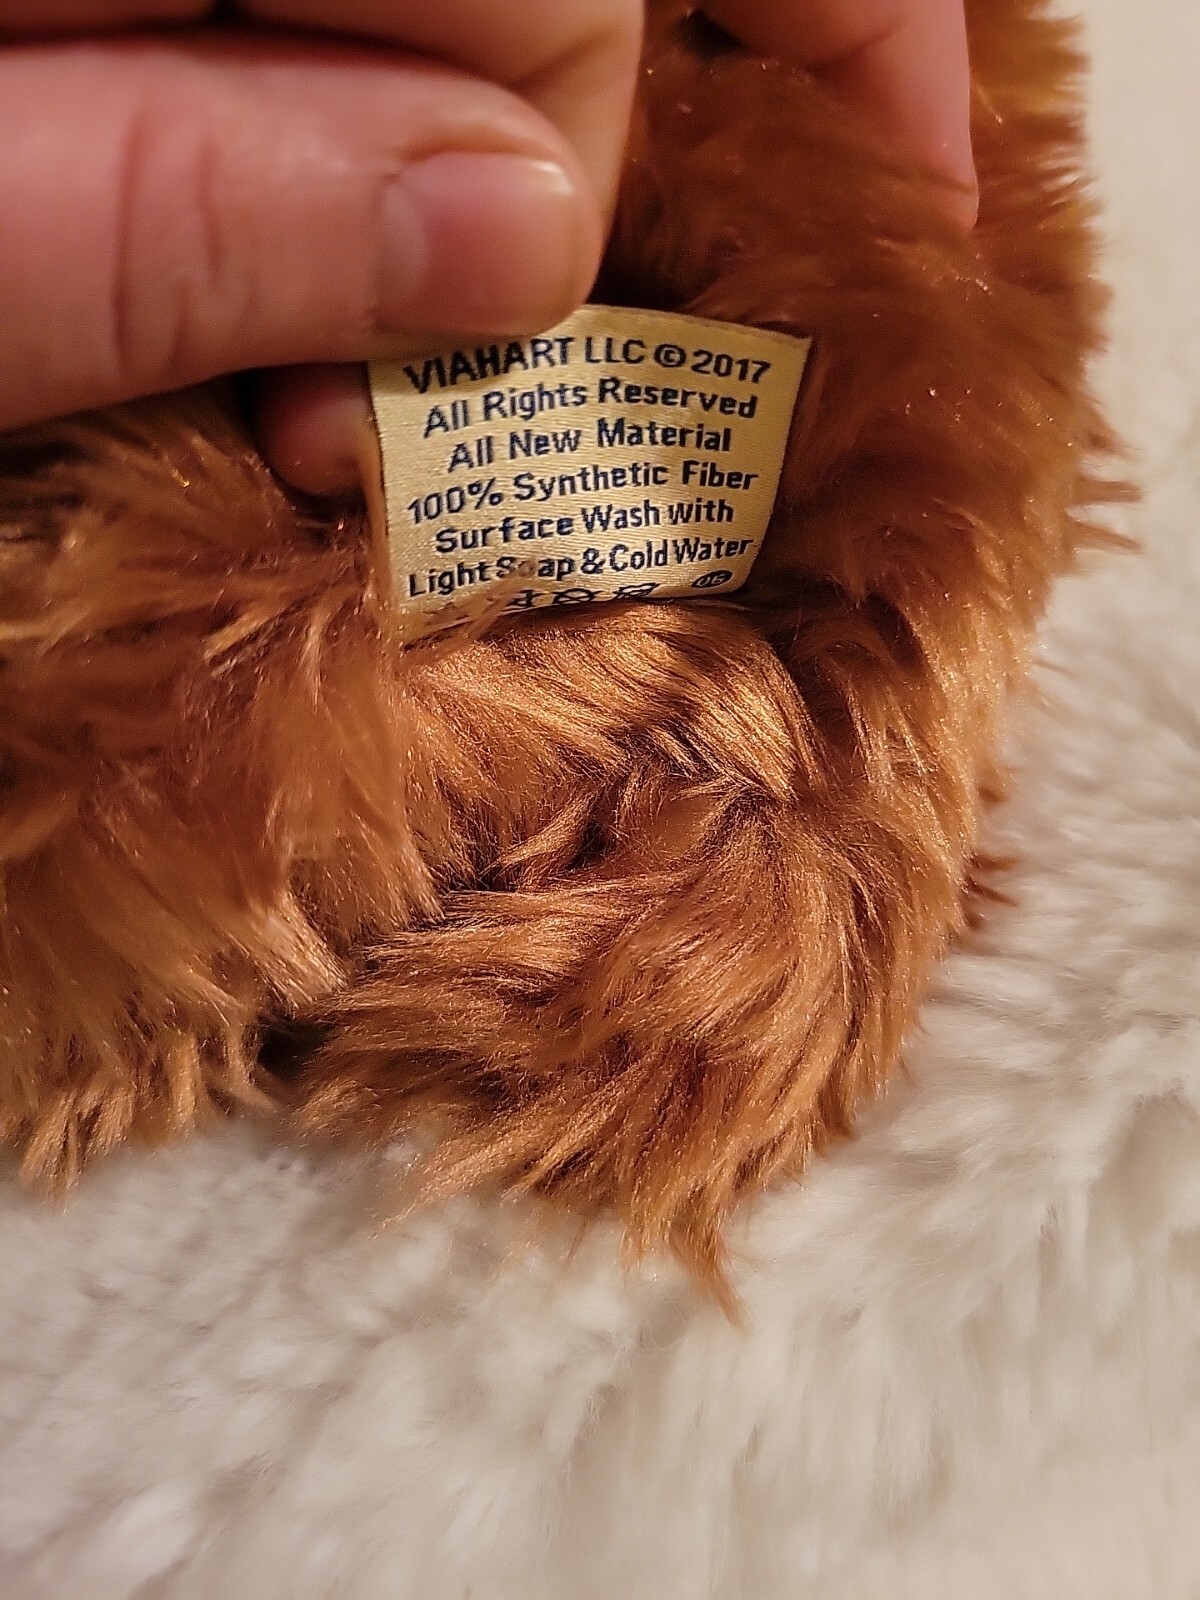 VIAHART LLC © 2017
All Rights Reserved
All New Material
100% Synthetic Fiber
Surface Wash with
Light Soap & Cold Water